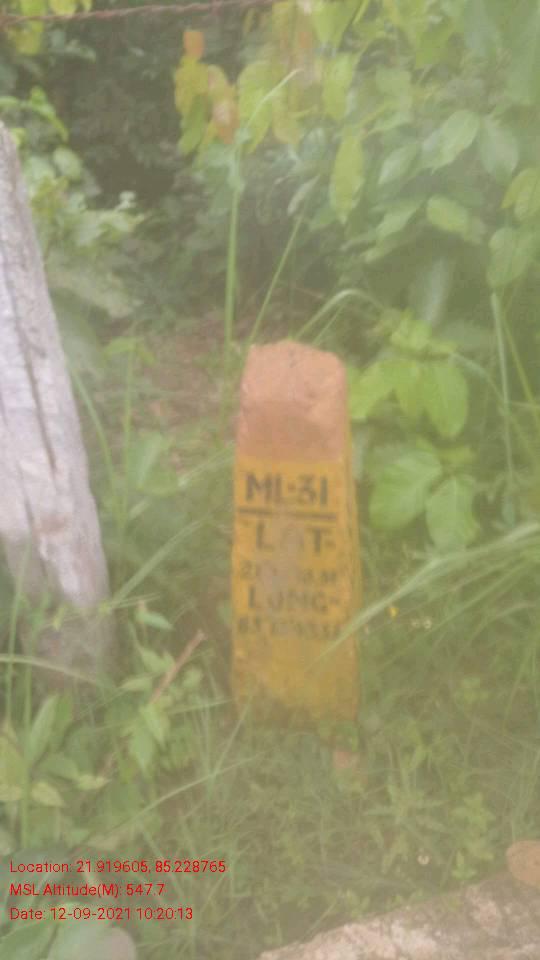 ML-31
LAT-
LONG-
Location: 21.919605, 85.228765
MSL Altitude(M): 547.7
Date: 12-09-2021 10:20:13